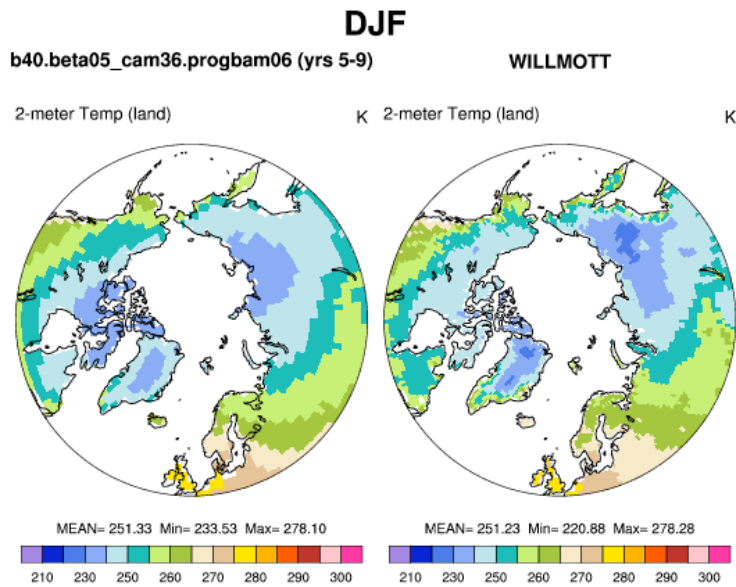 DJF
b40.beta05_cam36.progbam06 (yrs 5-9)
WILLMOTT
2-meter Temp (land) K
2-meter Temp (land) K
MEAN= 251.33 Min= 233.53 Max= 278.10
MEAN= 251.23 Min= 220.88 Max= 278.28
210 230 250 260 270 280 290 300
210 230 250 260 270 280 290 300